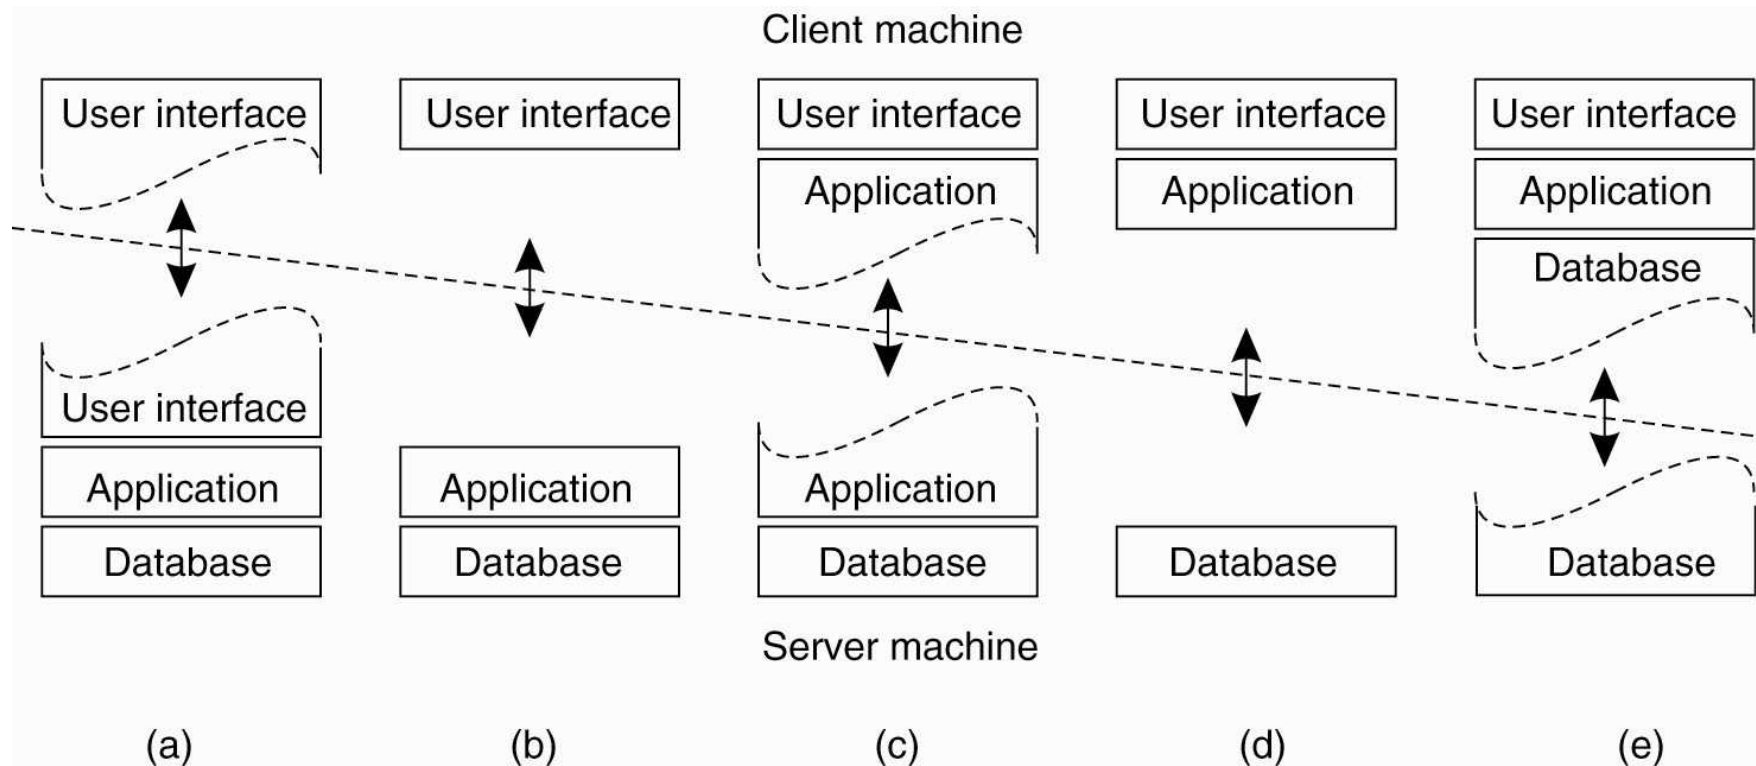 Client machine
User interface
User interface
User interface
User interface
User interface
Application
Application
Application
Database
User interface
Application
Application
Application
Database
Database
Database
Database
Database
Server machine
(a)
(b)
(c)
(d)
(e)